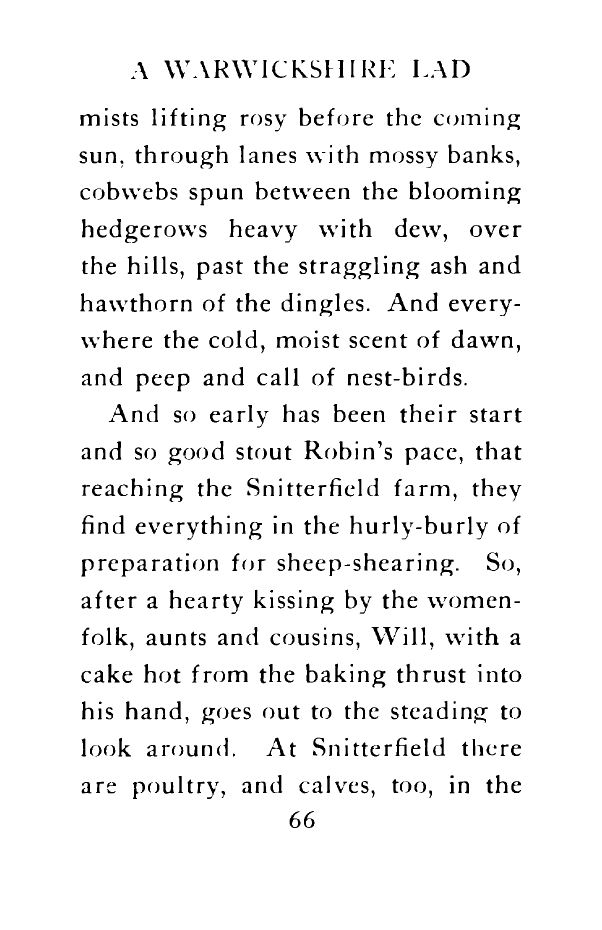 A WARWICKSHIRE LAD
mists lifting rosy before the coming
sun, through lanes with mossy banks,
cobwebs spun between the blooming
hedgerows heavy with dew, over
the hills, past the straggling ash and
hawthorn of the dingles. And every-
where the cold, moist scent of dawn,
and peep and call of nest-birds.
And so early has been their start
and so good stout Robin's pace, that
reaching the Snitterfield farm, they
find everything in the hurly-burly of
preparation for sheep-shearing. So,
after a hearty kissing by the women-
folk, aunts and cousins, Will, with a
cake hot from the baking thrust into
his hand, goes out to the steading to
look around. At Snitterfield there
are poultry, and calves, too, in the
66